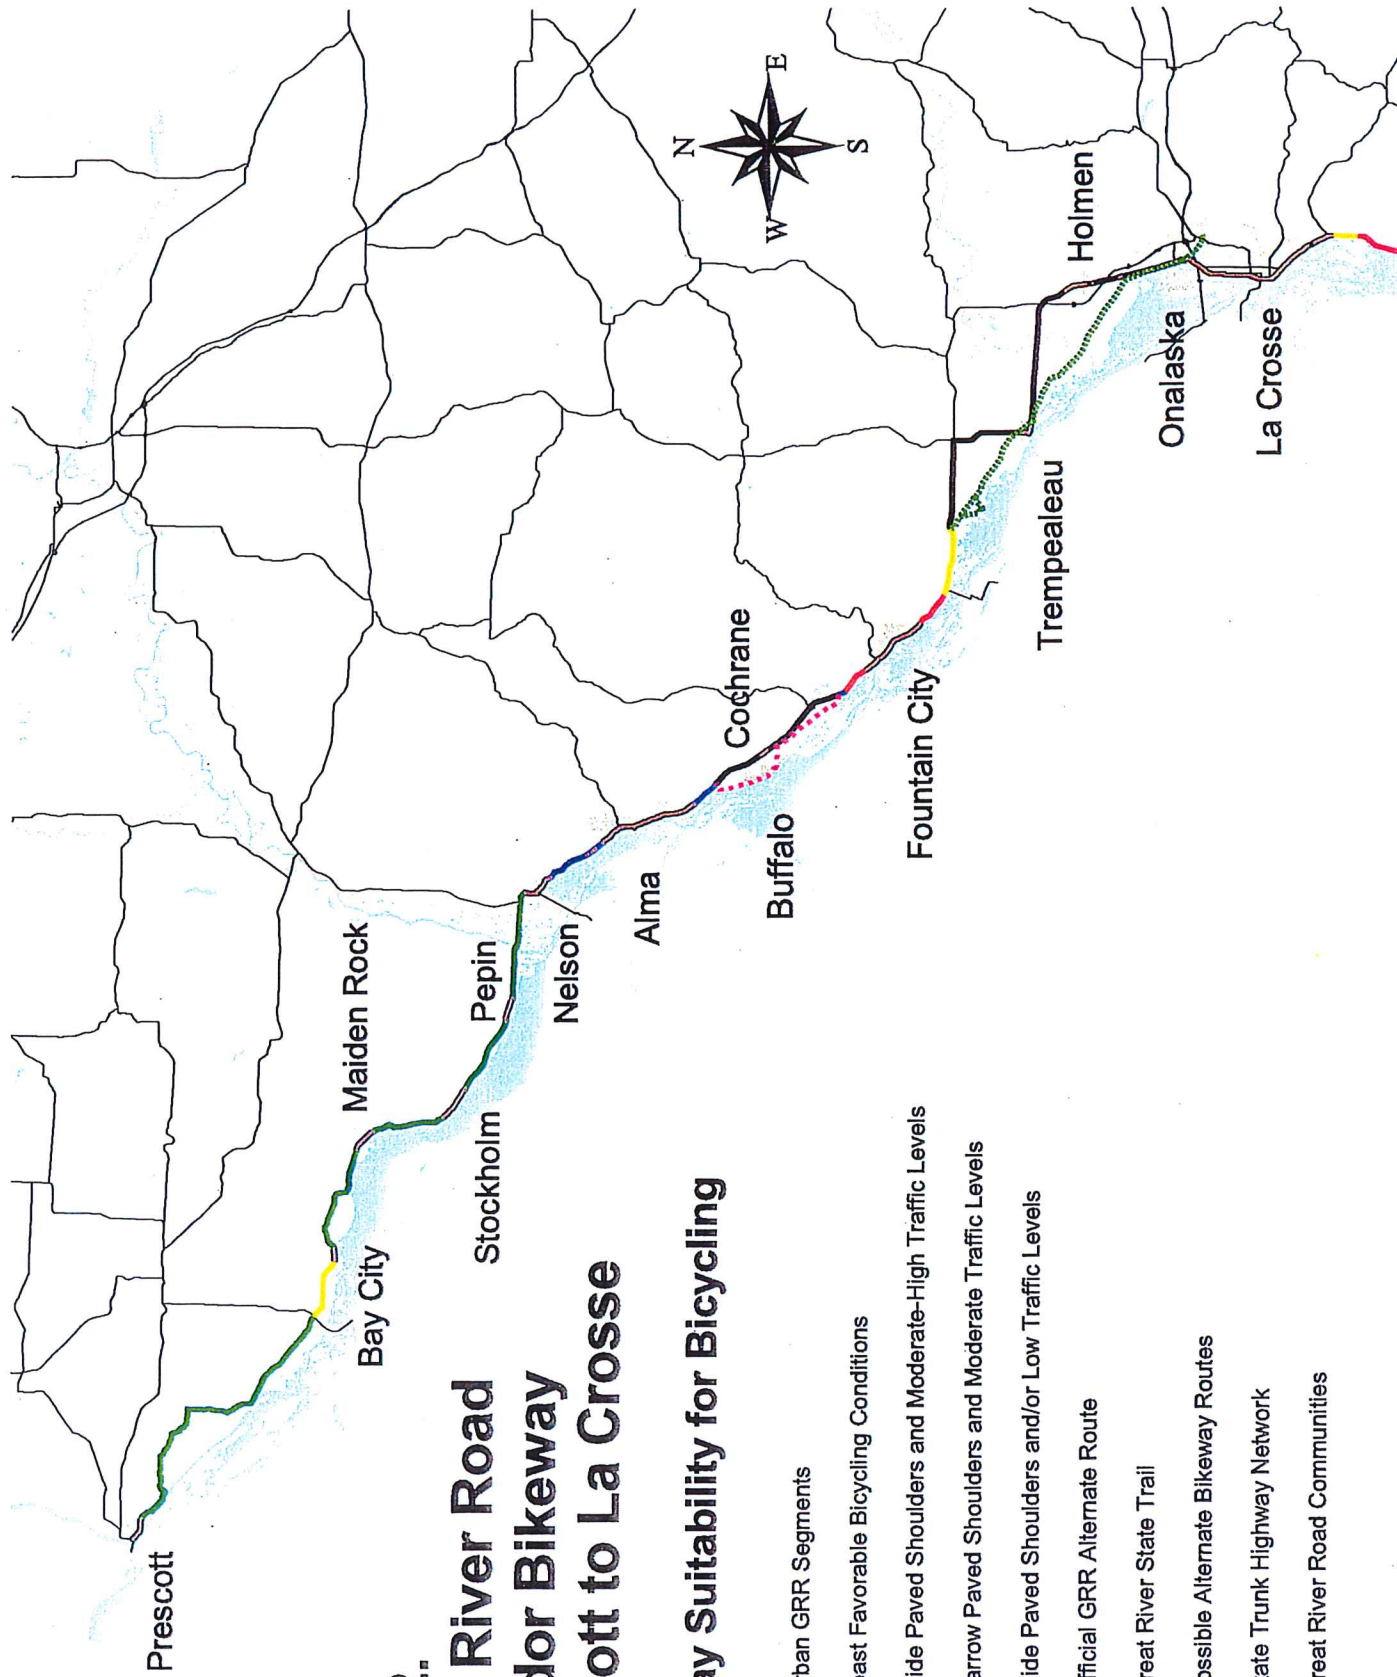 Prescott
Bay City
Maiden Rock
Stockholm
Pepin
Nelson
Alma
Buffalo
Cochrane
Fountain City
Trempealeau
Holmen
Onalaska
La Crosse
N
W
E
S
River Road
dor Bikeway
ott to La Crosse
ay Suitability for Bicycling
rban GRR Segments
east Favorable Bicycling Conditions
ide Paved Shoulders and Moderate-High Traffic Levels
arrow Paved Shoulders and Moderate Traffic Levels
ide Paved Shoulders and/or Low Traffic Levels
fficial GRR Alternate Route
reat River State Trail
ossible Alternate Bikeway Routes
ate Trunk Highway Network
reat River Road Communities